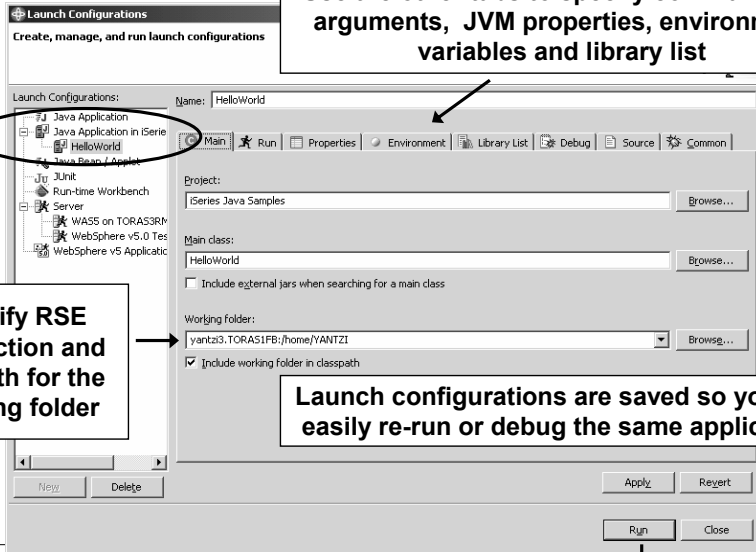 Launch Configurations
Create, manage, and run launch configurations
arguments, JVM properties, environm
variables and library list
Launch Configurations:
Java Application
Java Application in iSerie
HelloWorld
Java Bean / Applet
JUnit
Run-time Workbench
Server
WAS5 on TORAS3RM
WebSphere v5.0 Tes
WebSphere v5 Applicatic
New
Delete
Name: HelloWorld
Main Run Properties Environment Library List Debug Source Common
Project:
iSeries Java Samples Browse...
Main class:
HelloWorld Browse...
Include external jars when searching for a main class
Working folder:
yantzi3.TORAS1FB:/home/YANTZI Browse...
Include working folder in classpath
ify RSE
ction and
th for the
ng folder
Launch configurations are saved so yo
easily re-run or debug the same applic
Apply Revert
Run Close